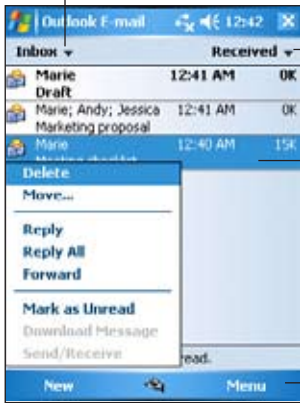 Outlook E-mail 12:42
Inbox Received
Marie 12:41 AM 0K
Draft
Marie; Andy; Jessica 12:41 AM 0K
Marketing proposal
Marie 12:40 AM 15K
Meeting checklist
Delete
Move...
Reply
Reply All
Forward
Mark as Unread
Download Message
Send/Receive
read.
New Menu